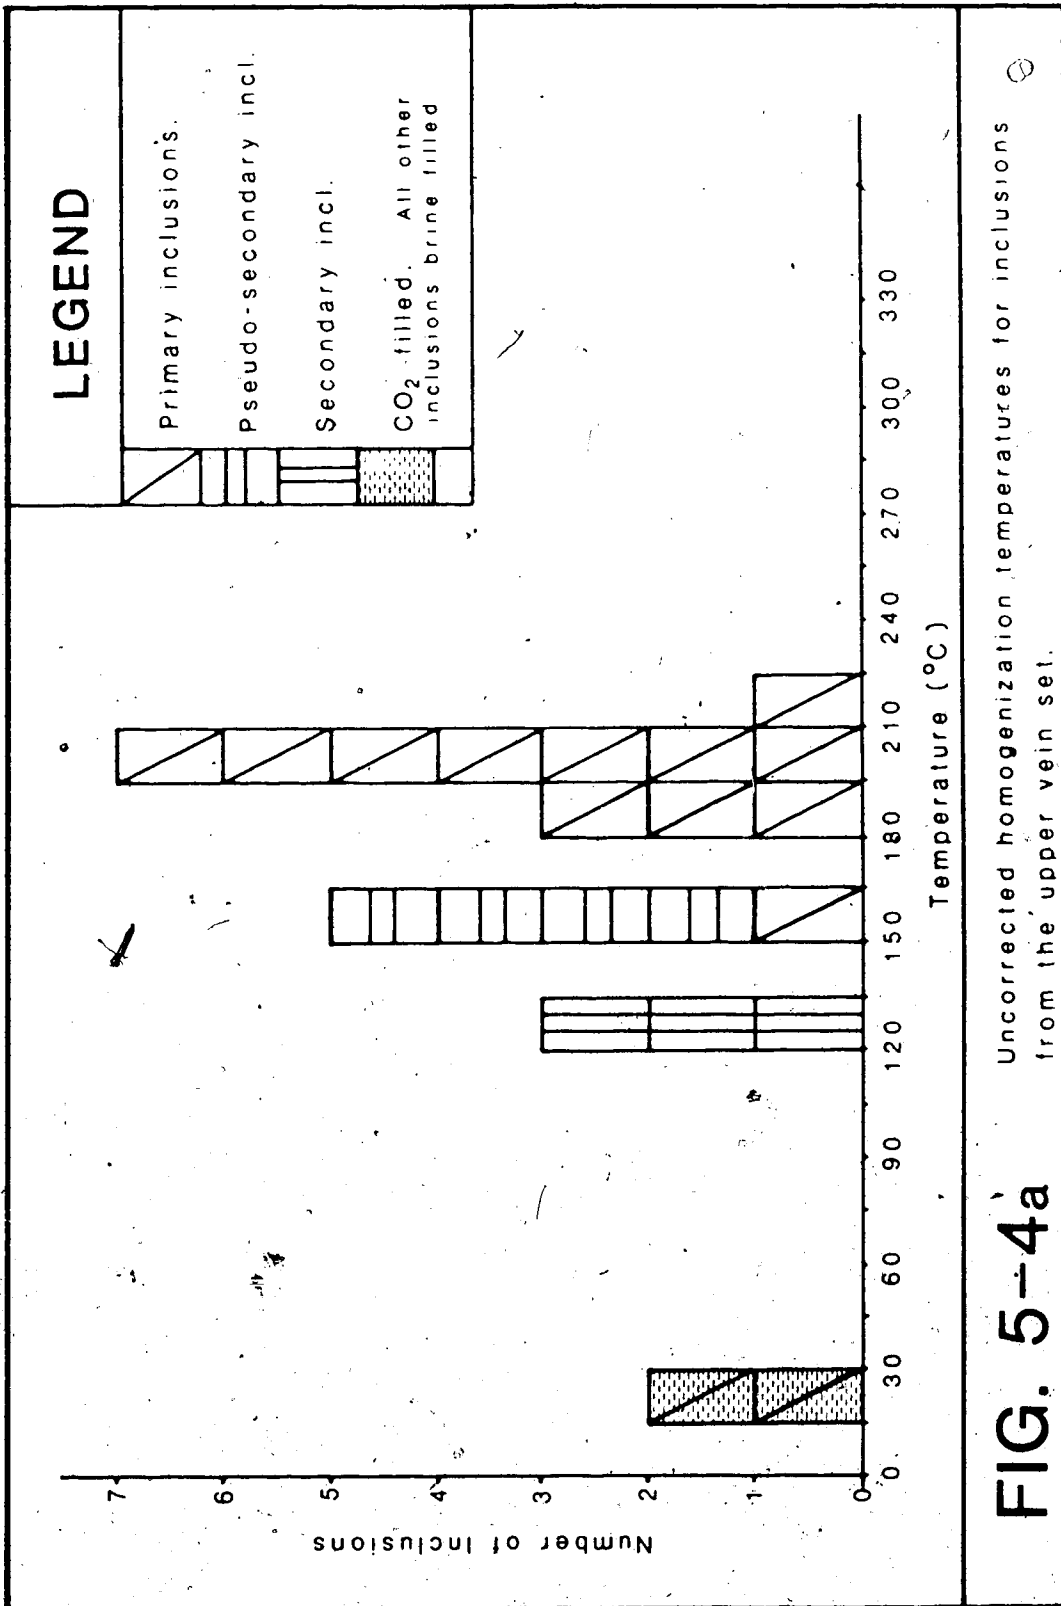 LEGEND
Primary inclusions.
Pseudo-secondary incl.
Secondary incl.
CO2 filled. All other
inclusions brine filled
Number of Inclusions
7
6
5
4
3
2
1
0
0 30 60 90 120 150 180 210 240 270 300 330
Temperature (°C)
FIG. 5-4a
Uncorrected homogenization temperatures for inclusions
from the upper vein set.